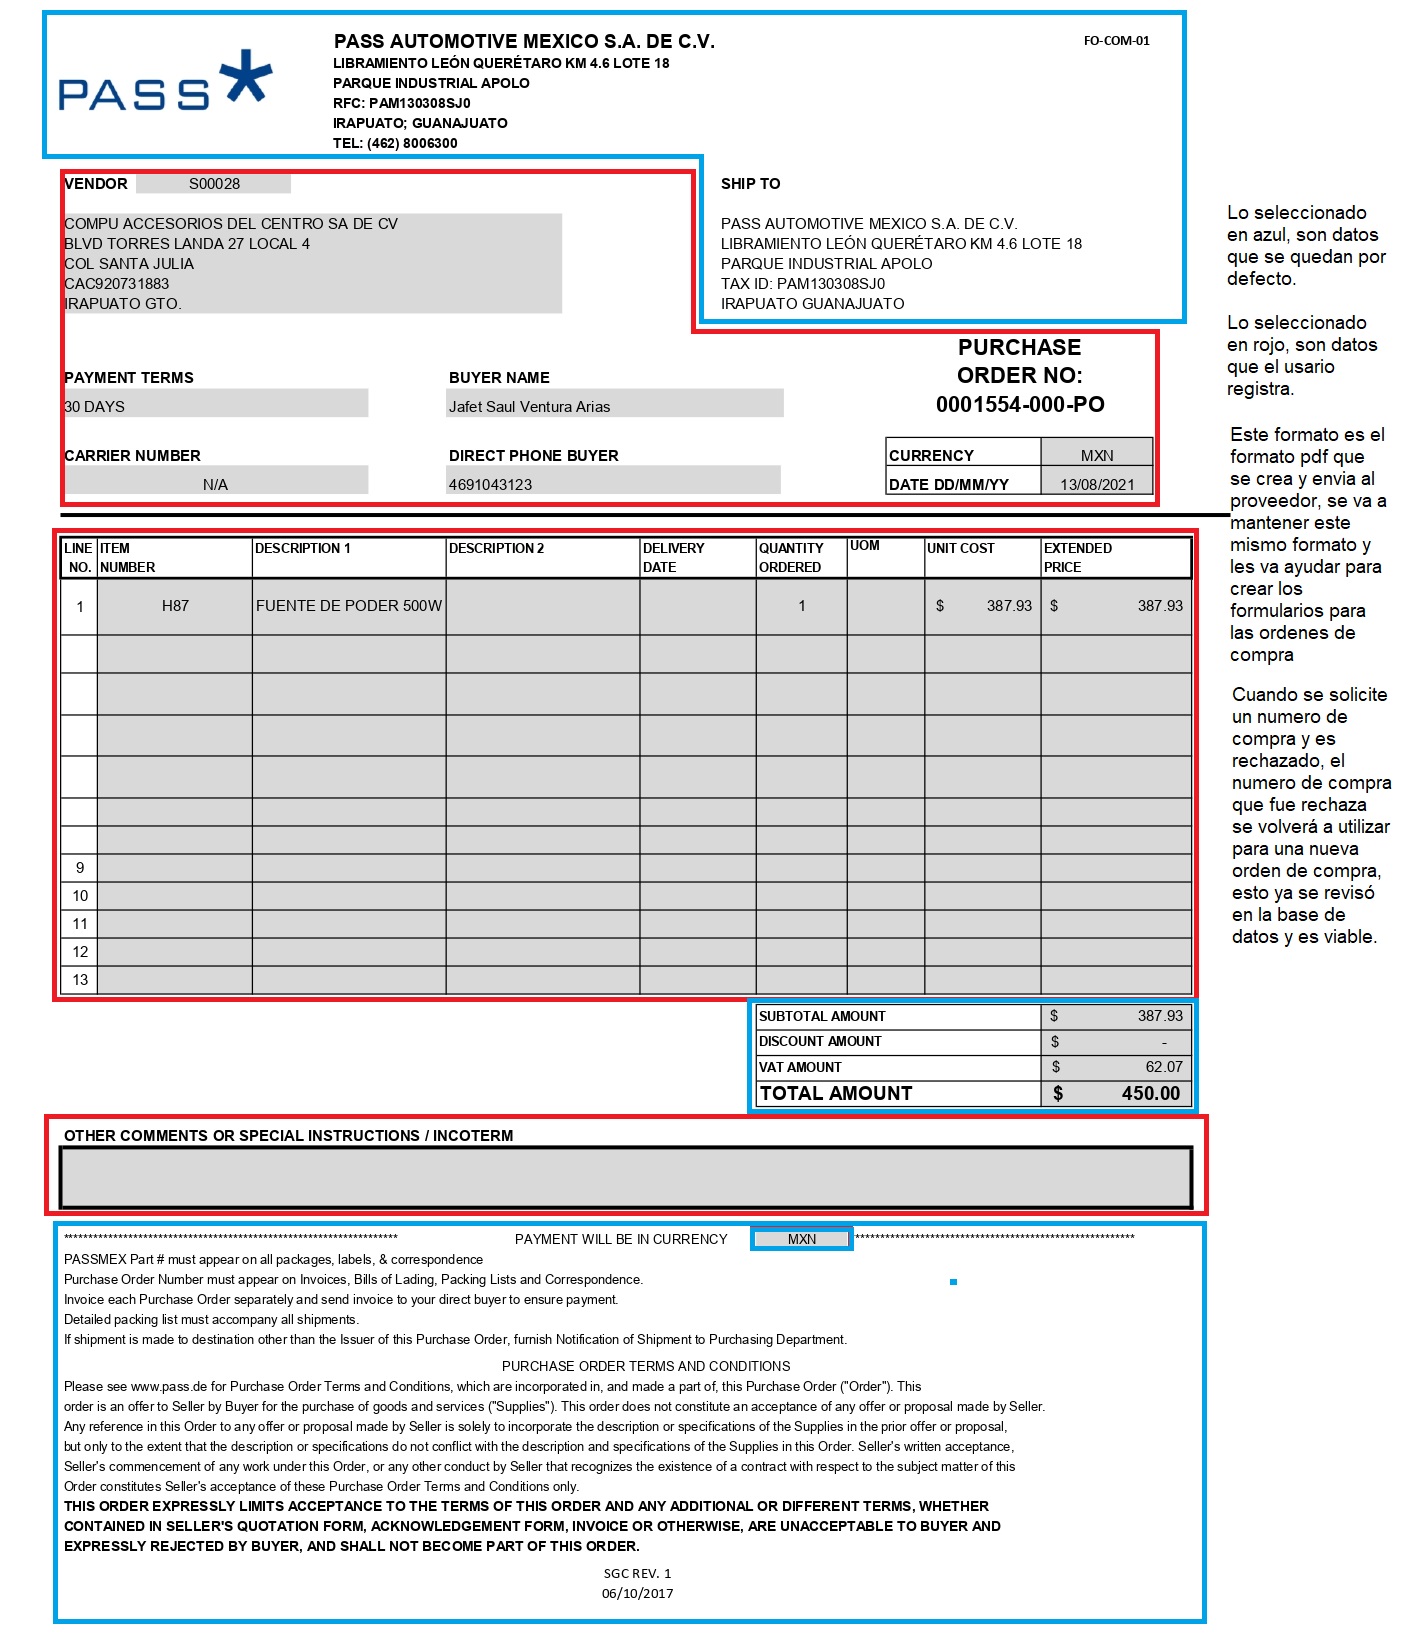 PASS
PASS AUTOMOTIVE MEXICO S.A. DE C.V.
LIBRAMIENTO LEÓN QUERÉTARO KM 4.6 LOTE 18
PARQUE INDUSTRIAL APOLO
RFC: PAM130308SJ0
IRAPUATO; GUANAJUATO
TEL: (462) 8006300
FO-COM-01
VENDOR S00028
COMPU ACCESORIOS DEL CENTRO SA DE CV
BLVD TORRES LANDA 27 LOCAL 4
COL SANTA JULIA
CAC920731883
IRAPUATO GTO.
SHIP TO
PASS AUTOMOTIVE MEXICO S.A. DE C.V.
LIBRAMIENTO LEÓN QUERÉTARO KM 4.6 LOTE 18
PARQUE INDUSTRIAL APOLO
TAX ID: PAM130308SJ0
IRAPUATO GUANAJUATO
PAYMENT TERMS
30 DAYS
BUYER NAME
Jafet Saul Ventura Arias
PURCHASE
ORDER NO:
0001554-000-PO
CARRIER NUMBER
N/A
DIRECT PHONE BUYER
4691043123
CURRENCY MXN
DATE DD/MM/YY 13/08/2021
LINE NO. ITEM NUMBER DESCRIPTION 1 DESCRIPTION 2 DELIVERY DATE QUANTITY ORDERED UOM UNIT COST EXTENDED PRICE
1 H87 FUENTE DE PODER 500W 1 $ 387.93 $ 387.93
9
10
11
12
13
SUBTOTAL AMOUNT $ 387.93
DISCOUNT AMOUNT $ -
VAT AMOUNT $ 62.07
TOTAL AMOUNT $ 450.00
OTHER COMMENTS OR SPECIAL INSTRUCTIONS / INCOTERM
PAYMENT WILL BE IN CURRENCY MXN
PASSMEX Part # must appear on all packages, labels, & correspondence
Purchase Order Number must appear on Invoices, Bills of Lading, Packing Lists and Correspondence.
Invoice each Purchase Order separately and send invoice to your direct buyer to ensure payment.
Detailed packing list must accompany all shipments.
If shipment is made to destination other than the Issuer of this Purchase Order, furnish Notification of Shipment to Purchasing Department.
PURCHASE ORDER TERMS AND CONDITIONS
Please see www.pass.de for Purchase Order Terms and Conditions, which are incorporated in, and made a part of, this Purchase Order ("Order"). This
order is an offer to Seller by Buyer for the purchase of goods and services ("Supplies"). This order does not constitute an acceptance of any offer or proposal made by Seller.
Any reference in this Order to any offer or proposal made by Seller is solely to incorporate the description or specifications of the Supplies in the prior offer or proposal,
but only to the extent that the description or specifications do not conflict with the description and specifications of the Supplies in this Order. Seller's written acceptance,
Seller's commencement of any work under this Order, or any other conduct by Seller that recognizes the existence of a contract with respect to the subject matter of this
Order constitutes Seller's acceptance of these Purchase Order Terms and Conditions only.
THIS ORDER EXPRESSLY LIMITS ACCEPTANCE TO THE TERMS OF THIS ORDER AND ANY ADDITIONAL OR DIFFERENT TERMS, WHETHER
CONTAINED IN SELLER'S QUOTATION FORM, ACKNOWLEDGEMENT FORM, INVOICE OR OTHERWISE, ARE UNACCEPTABLE TO BUYER AND
EXPRESSLY REJECTED BY BUYER, AND SHALL NOT BECOME PART OF THIS ORDER.
SGC REV. 1
06/10/2017
Lo seleccionado
en azul, son datos
que se quedan por
defecto.
Lo seleccionado
en rojo, son datos
que el usario
registra.
Este formato es el
formato pdf que
se crea y envia al
proveedor, se va a
mantener este
mismo formato y
les va ayudar para
crear los
formularios para
las ordenes de
compra
Cuando se solicite
un numero de
compra y es
rechazado, el
numero de compra
que fue rechaza
se volverá a utilizar
para una nueva
orden de compra,
esto ya se revisó
en la base de
datos y es viable.